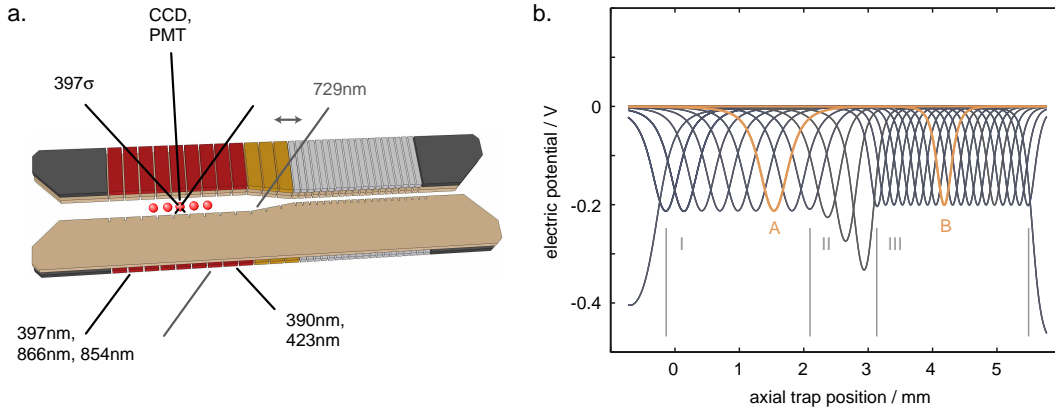 a.
CCD,
PMT
397σ
729nm
397nm,
866nm, 854nm
390nm,
423nm
b.
electric potential / V
0
-0.2
-0.4
I
A
II
III
B
0
1
2
3
4
5
axial trap position / mm